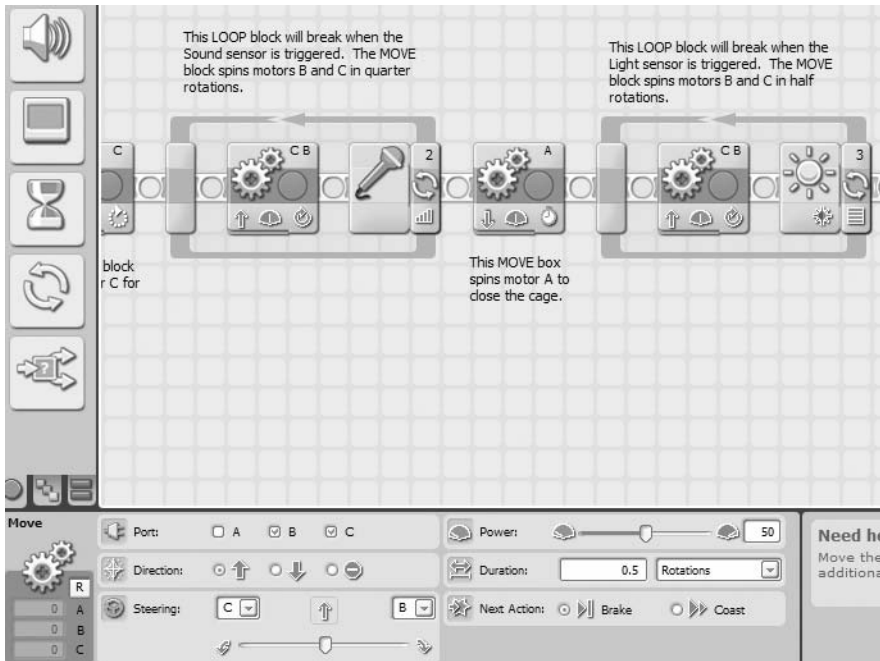 This LOOP block will break when the
Sound sensor is triggered. The MOVE
block spins motors B and C in quarter
rotations.
This LOOP block will break when the
Light sensor is triggered. The MOVE
block spins motors B and C in half
rotations.
C
C B
2
A
C B
3
block
r C for
This MOVE box
spins motor A to
close the cage.
Move
R
0 A
0 B
0 C
Port: A B C
Direction:
Steering: C B
Power: 50
Duration: 0.5 Rotations
Next Action: Brake Coast
Need he
Move the
additiona